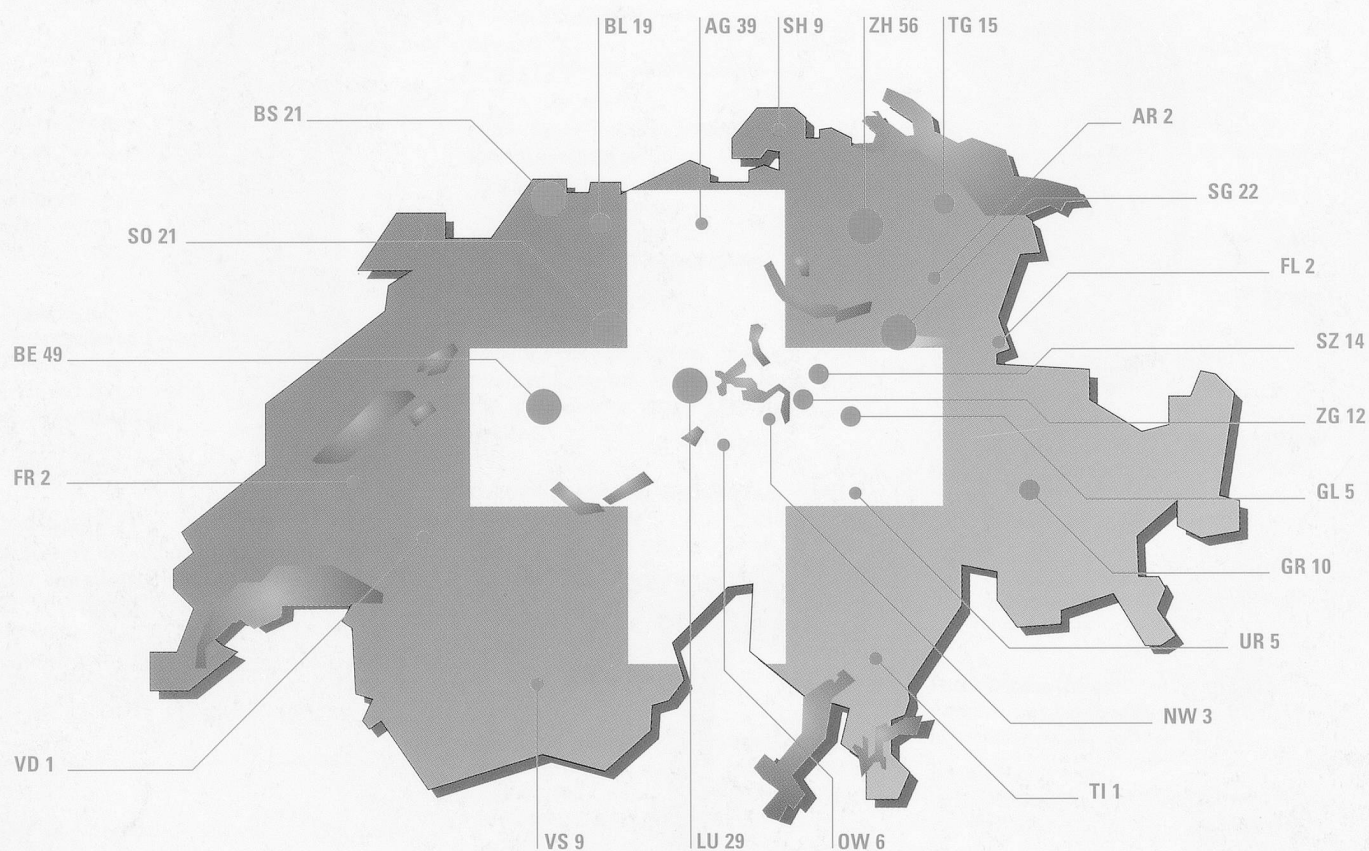 BL 19
AG 39
SH 9
ZH 56
TG 15
BS 21
AR 2
SG 22
SO 21
FL 2
BE 49
SZ 14
ZG 12
FR 2
GL 5
GR 10
UR 5
NW 3
VD 1
TI 1
VS 9
LU 29
OW 6